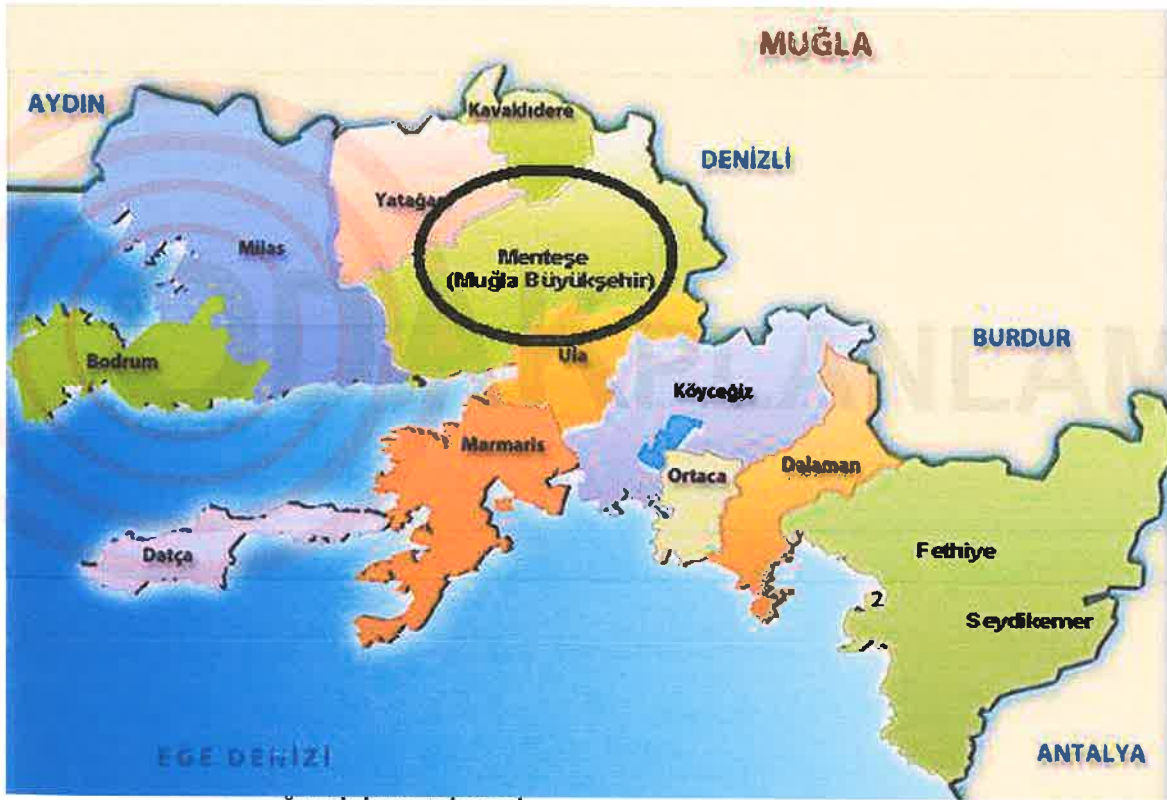 MUĞLA
AYDIN
Kavaklıdere
DENİZLİ
Yatağan
Milas
Menteşe
(Muğla Büyükşehir)
BURDUR
Bodrum
Ula
Köyceğiz
Marmaris
Ortaca
Dalaman
Datça
Fethiye
2
Seydikemer
EGE DENİZİ
ANTALYA